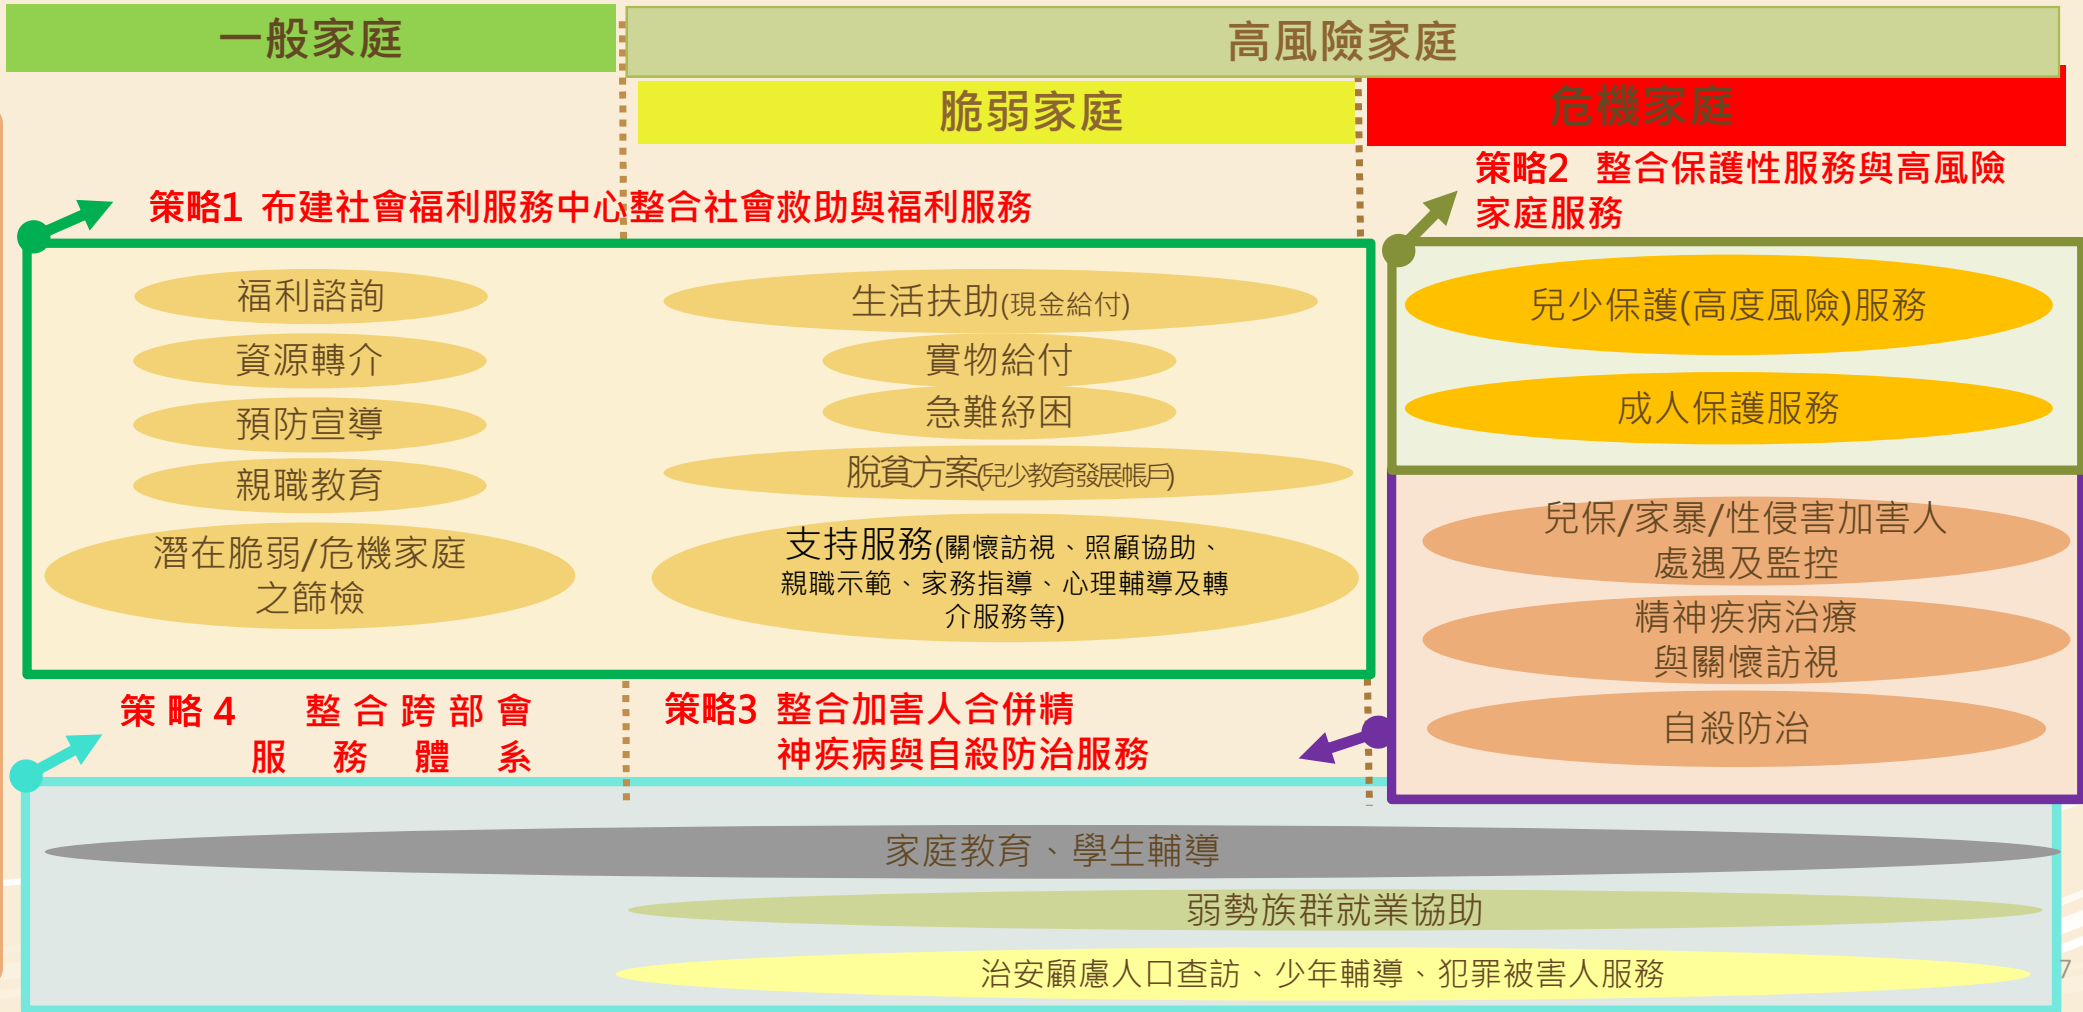 一般家庭
高風險家庭
脆弱家庭
危機家庭
策略1 布建社會福利服務中心整合社會救助與福利服務
策略2 整合保護性服務與高風險
家庭服務
福利諮詢
資源轉介
預防宣導
親職教育
潛在脆弱/危機家庭
之篩檢
生活扶助(現金給付)
實物給付
急難紓困
脫貧方案(兒少教育發展帳戶)
支持服務(關懷訪視、照顧協助、
親職示範、家務指導、心理輔導及轉
介服務等)
兒少保護(高度風險)服務
成人保護服務
兒保/家暴/性侵害加害人
處遇及監控
精神疾病治療
與關懷訪視
自殺防治
策略4 整合跨部會
服務體系
策略3 整合加害人合併精
神疾病與自殺防治服務
家庭教育、學生輔導
弱勢族群就業協助
治安顧慮人口查訪、少年輔導、犯罪被害人服務
7